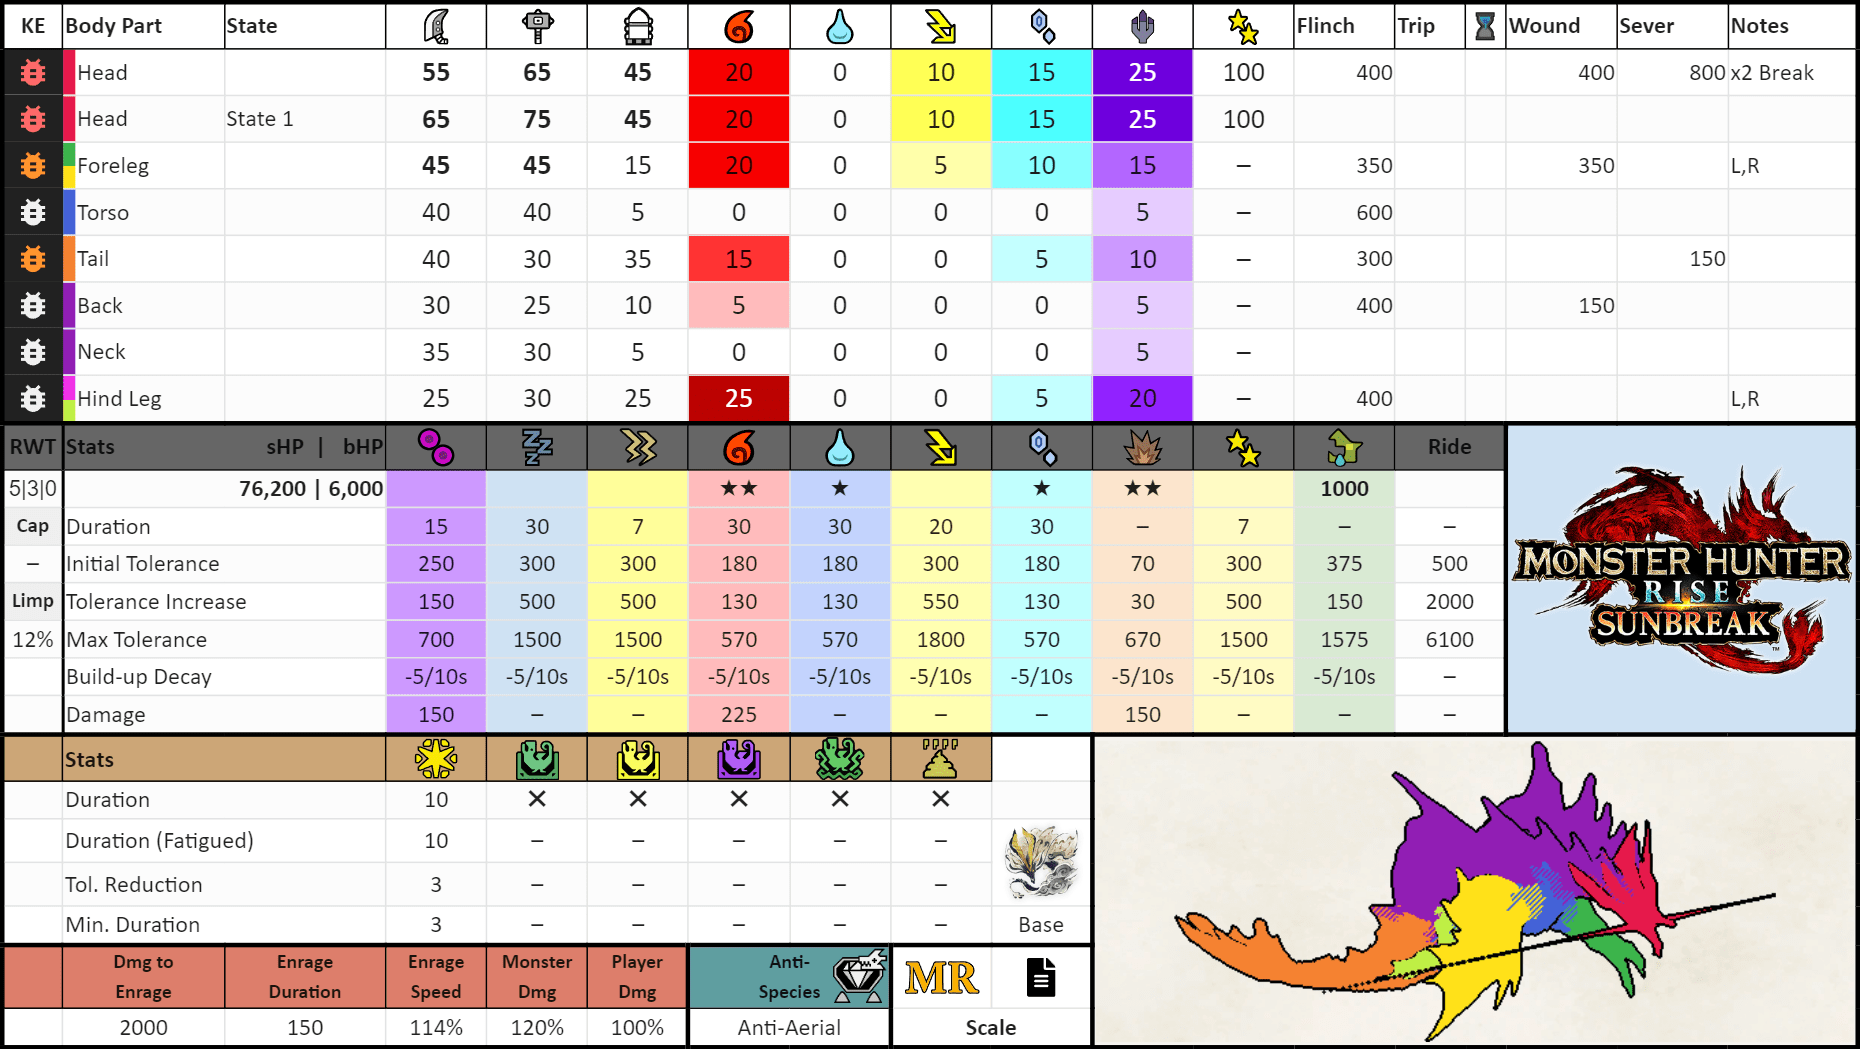 KE Body Part State Flinch Trip Wound Sever Notes
Head 55 65 45 20 0 10 15 25 100 400 400 800 x2 Break
Head State 1 65 75 45 20 0 10 15 25 100
Foreleg 45 45 15 20 0 5 10 15 – 350 350 L,R
Torso 40 40 5 0 0 0 0 5 – 600
Tail 40 30 35 15 0 0 5 10 – 300 150
Back 30 25 10 5 0 0 0 5 – 400 150
Neck 35 30 5 0 0 0 0 5 –
Hind Leg 25 30 25 25 0 0 5 20 – 400 L,R
RWT Stats sHP | bHP Ride
5|3|0 76,200 | 6,000 ★★ ★ ★ ★★ 1000
Cap Duration 15 30 7 30 30 20 30 – 7 – –
– Initial Tolerance 250 300 300 180 180 300 180 70 300 375 500
Limp Tolerance Increase 150 500 500 130 130 550 130 30 500 150 2000
12% Max Tolerance 700 1500 1500 570 570 1800 570 670 1500 1575 6100
Build-up Decay -5/10s -5/10s -5/10s -5/10s -5/10s -5/10s -5/10s -5/10s -5/10s -5/10s –
Damage 150 – – 225 – – – 150 – – –
MONSTER HUNTER
RISE
SUNBREAK
™
Stats
Duration 10 ✕ ✕ ✕ ✕ ✕
Duration (Fatigued) 10 – – – – –
Tol. Reduction 3 – – – – –
Min. Duration 3 – – – – – Base
Dmg to Enrage Enrage Duration Enrage Speed Monster Dmg Player Dmg Anti-Species MR
2000 150 114% 120% 100% Anti-Aerial Scale